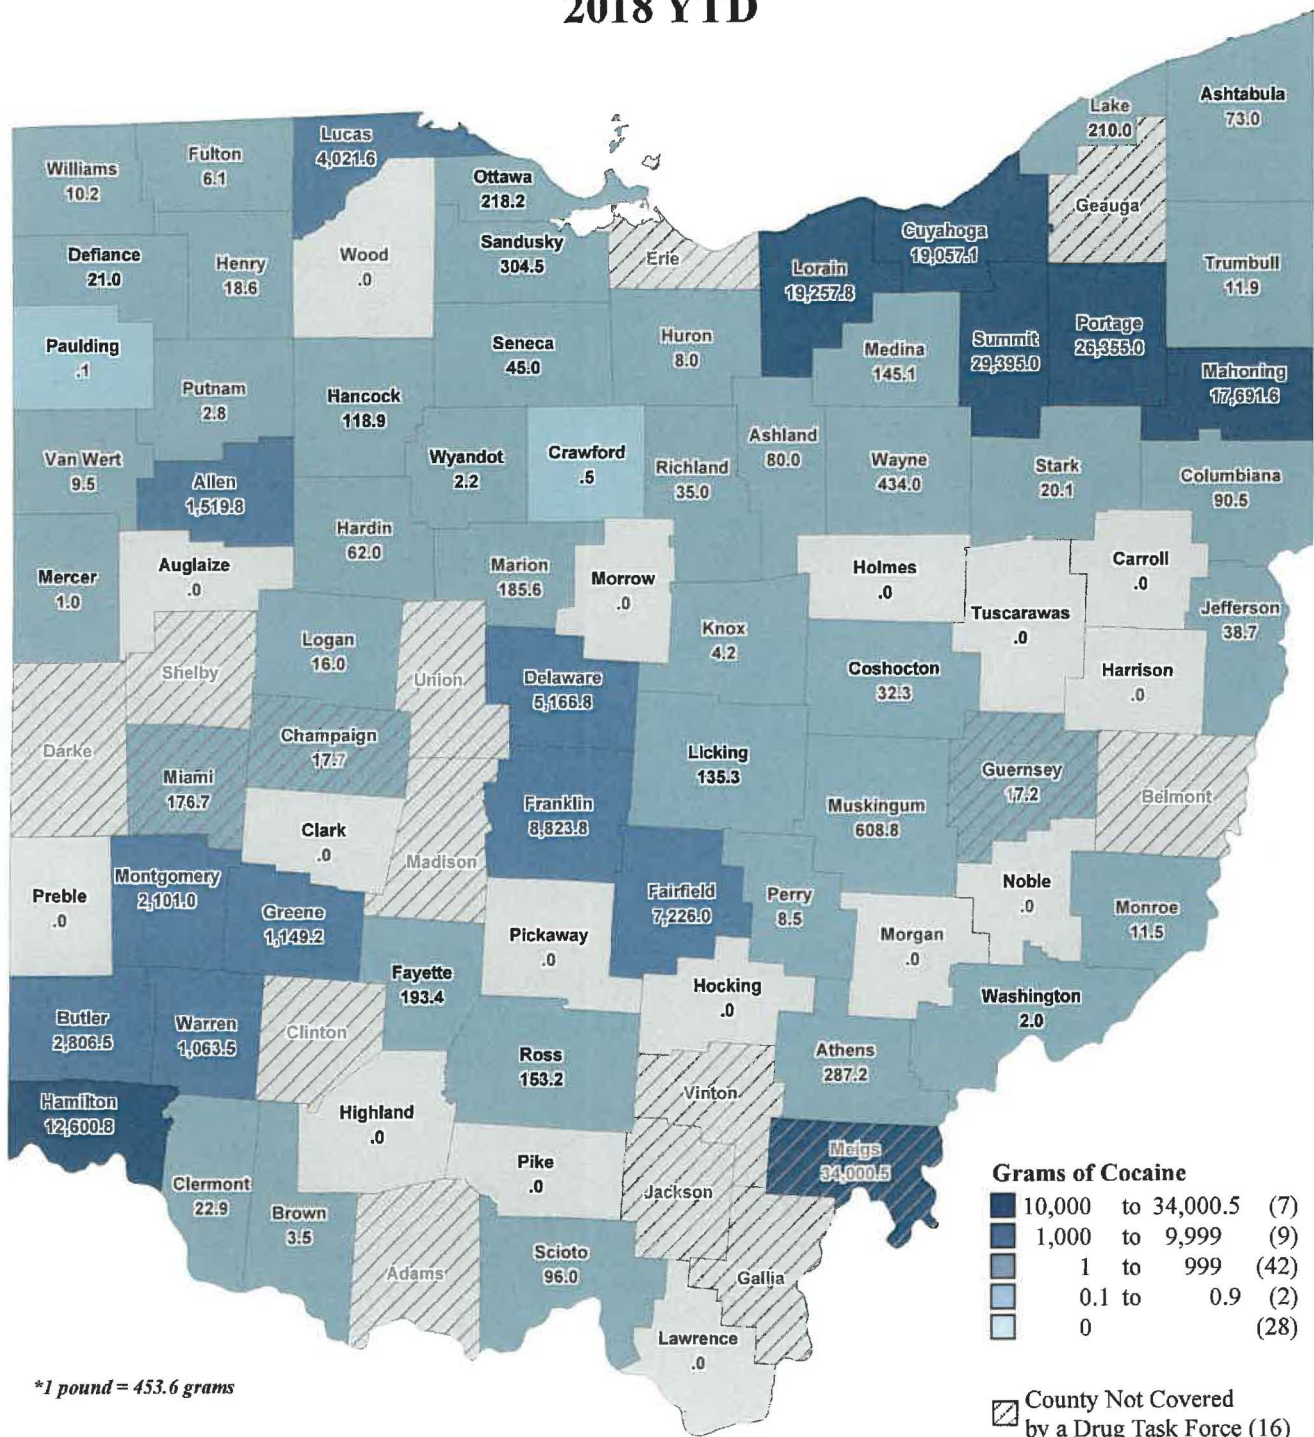 2018 YTD
Lake
210.0
Ashtabula
73.0
Geauga
Williams
10.2
Fulton
6.1
Lucas
4,021.6
Ottawa
218.2
Wood
.0
Sandusky
304.5
Erie
Defiance
21.0
Henry
18.6
Lorain
19,257.8
Cuyahoga
19,057.1
Trumbull
11.9
Paulding
.1
Putnam
2.8
Hancock
118.9
Seneca
45.0
Huron
8.0
Medina
145.1
Summit
29,395.0
Portage
26,355.0
Mahoning
17,691.6
Van Wert
9.5
Allen
1,519.8
Wyandot
2.2
Crawford
.5
Richland
35.0
Ashland
80.0
Wayne
434.0
Stark
20.1
Columbiana
90.5
Mercer
1.0
Auglaize
.0
Hardin
62.0
Marion
185.6
Morrow
.0
Holmes
.0
Tuscarawas
.0
Carroll
.0
Jefferson
38.7
Shelby
Logan
16.0
Union
Delaware
5,166.8
Knox
4.2
Coshocton
32.3
Harrison
.0
Darke
Miami
176.7
Champaign
17.7
Franklin
8,823.8
Licking
135.3
Muskingum
608.8
Guernsey
17.2
Belmont
Clark
.0
Madison
Preble
.0
Montgomery
2,101.0
Greene
1,149.2
Pickaway
.0
Fairfield
7,226.0
Perry
8.5
Morgan
.0
Noble
.0
Monroe
11.5
Fayette
193.4
Hocking
.0
Washington
2.0
Butler
2,806.5
Warren
1,063.5
Clinton
Ross
153.2
Athens
287.2
Vinton
Hamilton
12,600.8
Highland
.0
Pike
.0
Jackson
Meigs
34,000.5
Clermont
22.9
Brown
3.5
Adams
Scioto
96.0
Gallia
Lawrence
.0
Grams of Cocaine
10,000 to 34,000.5 (7)
1,000 to 9,999 (9)
1 to 999 (42)
0.1 to 0.9 (2)
0 (28)
County Not Covered
by a Drug Task Force (16)
*1 pound = 453.6 grams